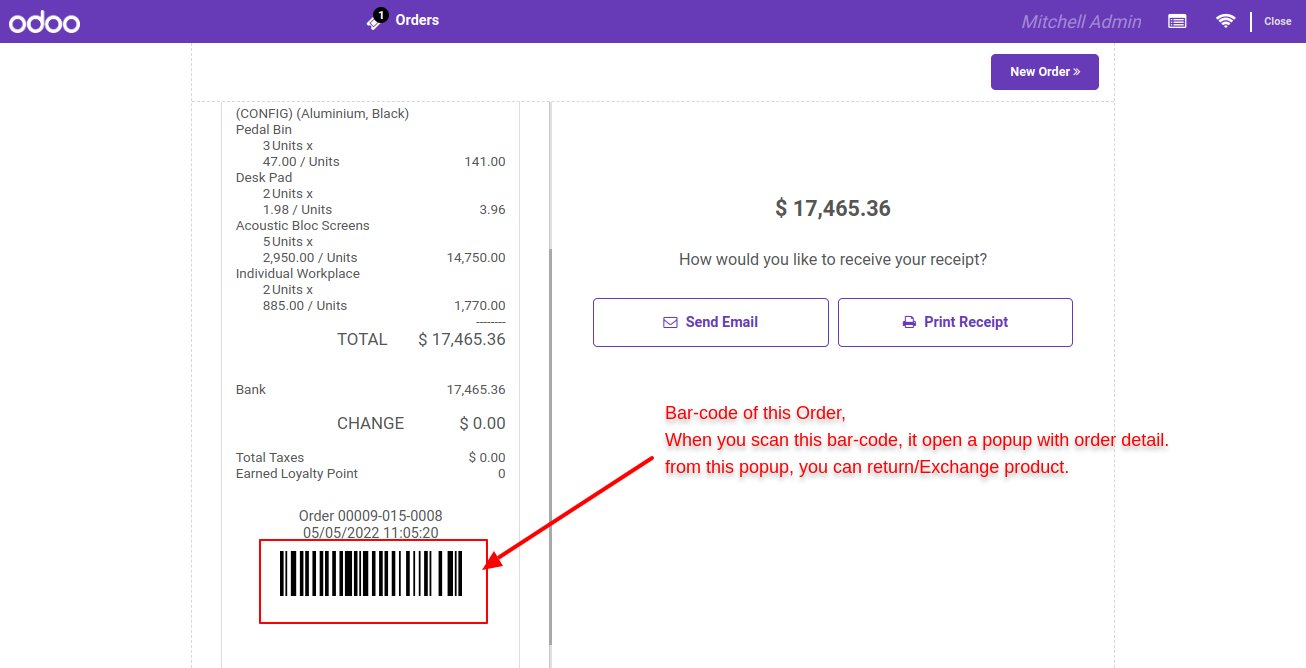 odoo
1 Orders
Mitchell Admin
Close
New Order »
(CONFIG) (Aluminium, Black)
Pedal Bin
3 Units x
47.00 / Units 141.00
Desk Pad
2 Units x
1.98 / Units 3.96
Acoustic Bloc Screens
5 Units x
2,950.00 / Units 14,750.00
Individual Workplace
2 Units x
885.00 / Units 1,770.00
--------
TOTAL $ 17,465.36
Bank 17,465.36
CHANGE $ 0.00
Total Taxes $ 0.00
Earned Loyalty Point 0
Order 00009-015-0008
05/05/2022 11:05:20
$ 17,465.36
How would you like to receive your receipt?
Send Email
Print Receipt
Bar-code of this Order,
When you scan this bar-code, it open a popup with order detail.
from this popup, you can return/Exchange product.